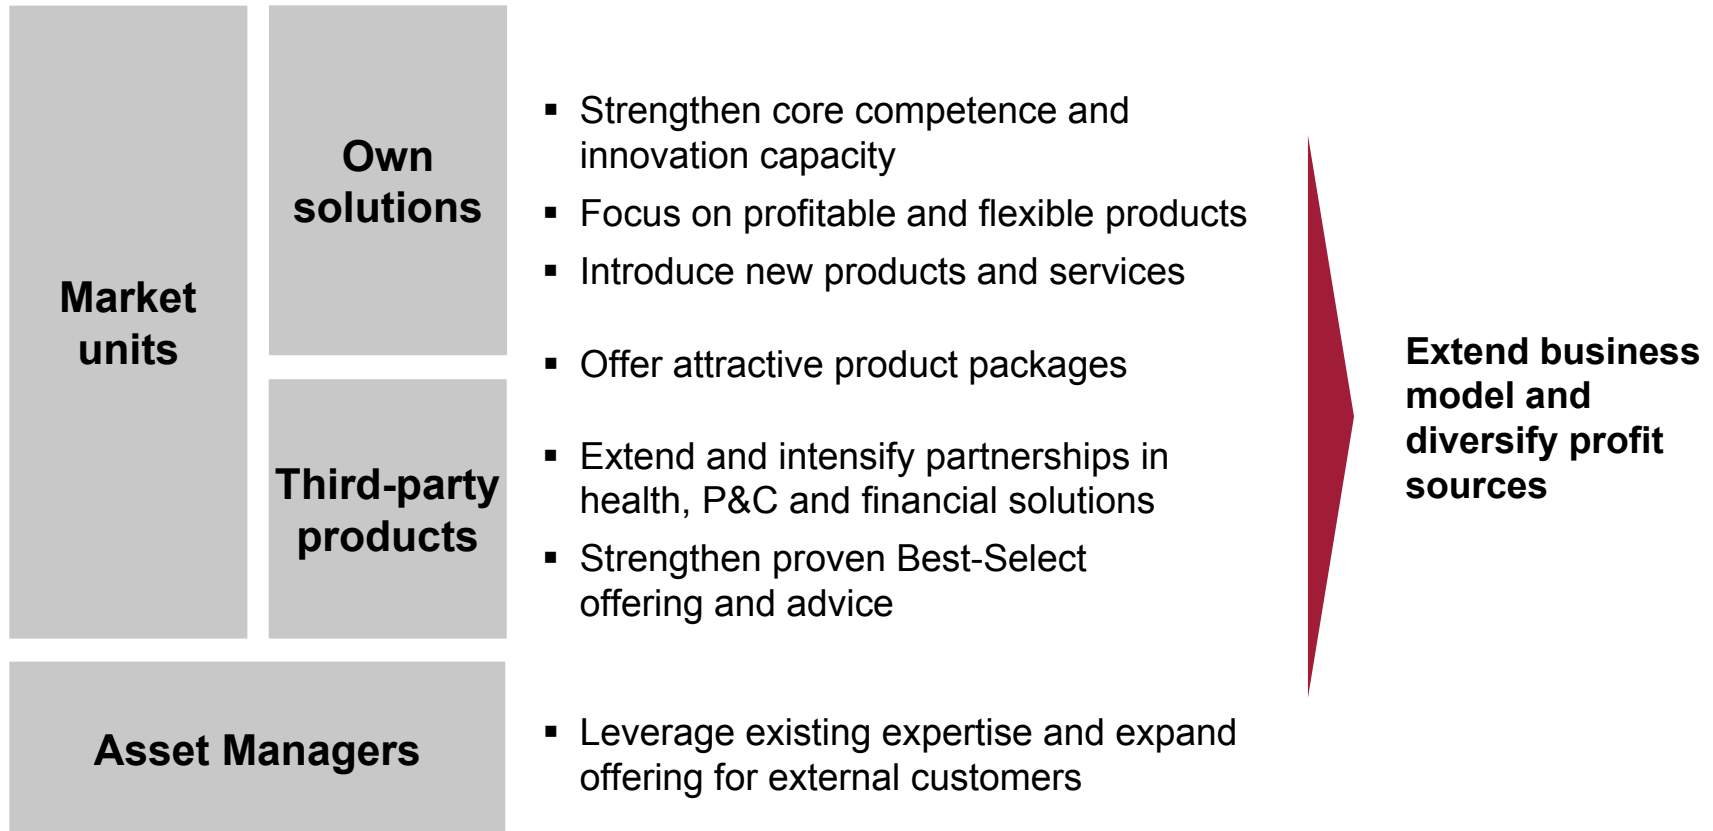 Market
units
Own
solutions
▪ Strengthen core competence and
innovation capacity
▪ Focus on profitable and flexible products
▪ Introduce new products and services
▪ Offer attractive product packages
Third-party
products
▪ Extend and intensify partnerships in
health, P&C and financial solutions
▪ Strengthen proven Best-Select
offering and advice
Asset Managers
▪ Leverage existing expertise and expand
offering for external customers
Extend business
model and
diversify profit
sources